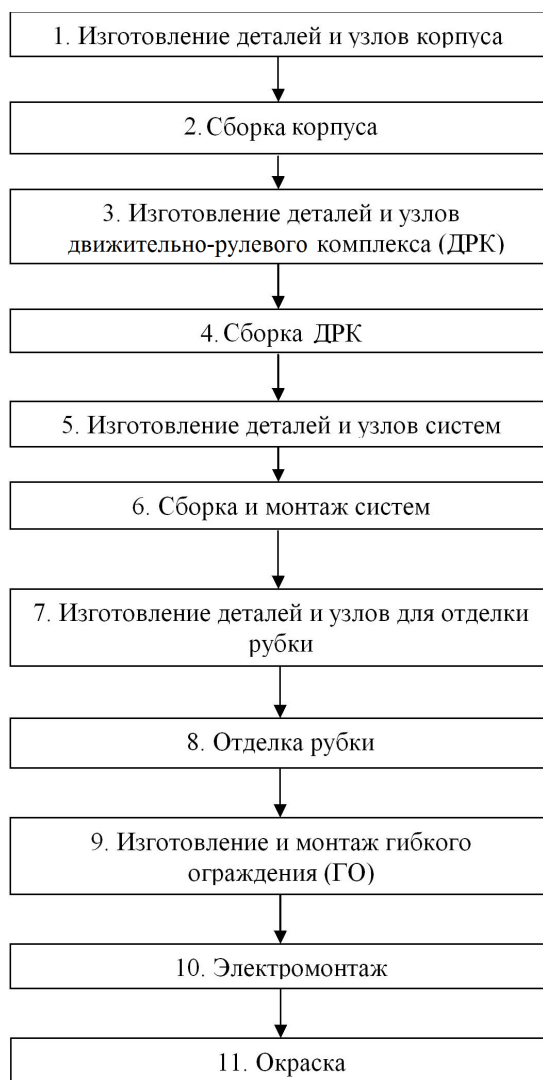 1. Изготовление деталей и узлов корпуса
2. Сборка корпуса
3. Изготовление деталей и узлов
движительно-рулевого комплекса (ДРК)
4. Сборка ДРК
5. Изготовление деталей и узлов систем
6. Сборка и монтаж систем
7. Изготовление деталей и узлов для отделки
рубки
8. Отделка рубки
9. Изготовление и монтаж гибкого
ограждения (ГО)
10. Электромонтаж
11. Окраска